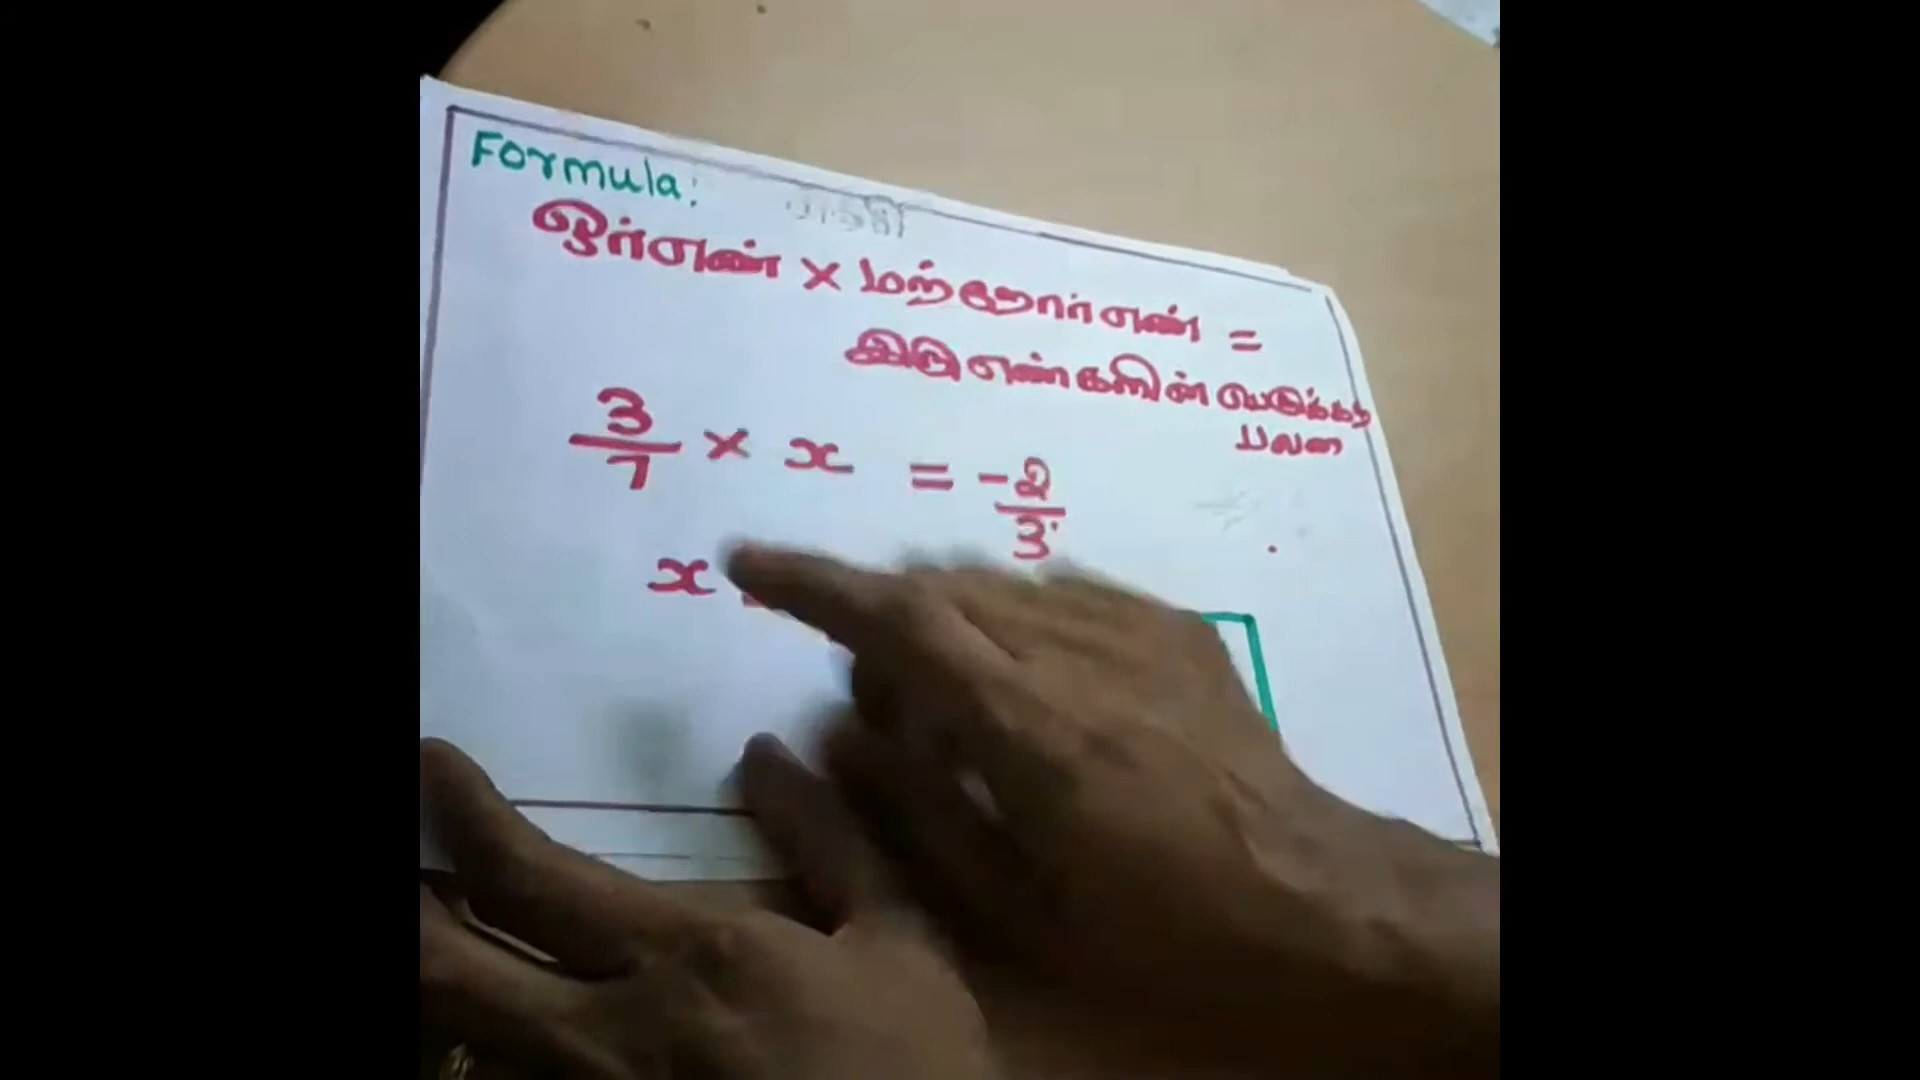 Formula:
ஓர்எண் × மற்றோர்எண் =
இரு எண்களின் பெருக்கற்
பலன்
3/7 × x = -2/3
x =